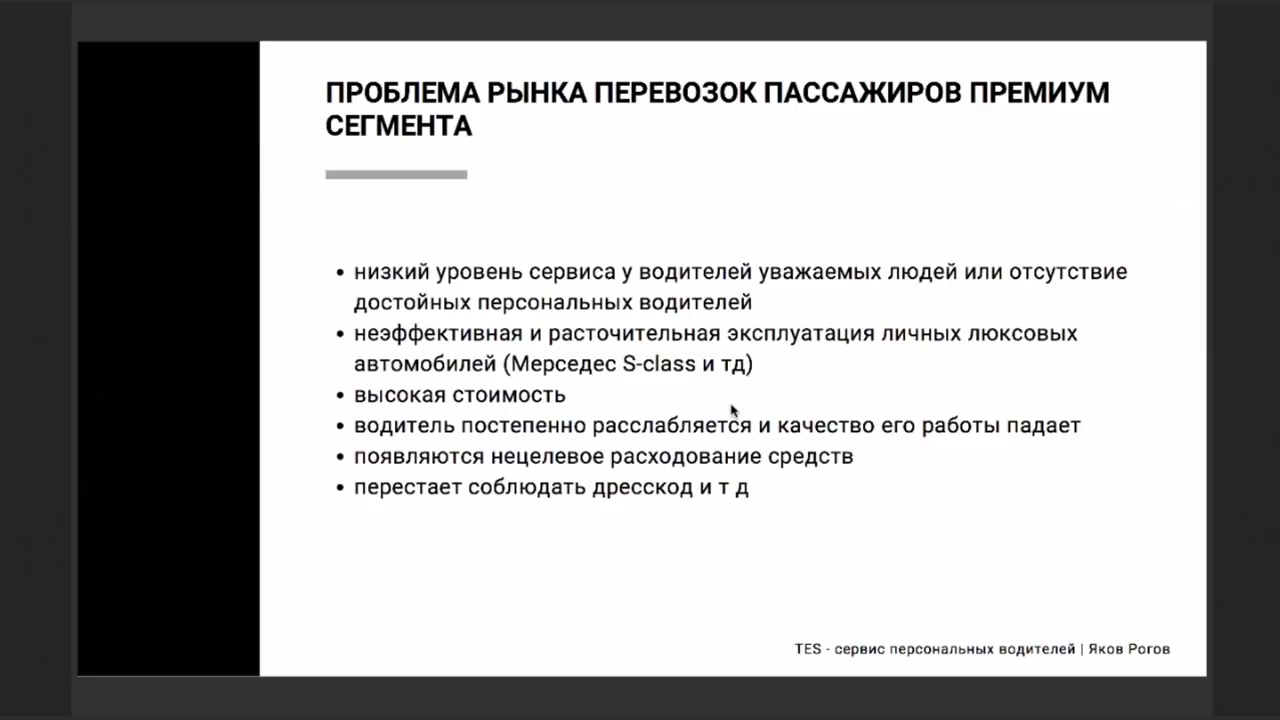 ПРОБЛЕМА РЫНКА ПЕРЕВОЗОК ПАССАЖИРОВ ПРЕМИУМ
СЕГМЕНТА
• низкий уровень сервиса у водителей уважаемых людей или отсутствие
достойных персональных водителей
• неэффективная и расточительная эксплуатация личных люксовых
автомобилей (Мерседес S-class и тд)
• высокая стоимость
• водитель постепенно расслабляется и качество его работы падает
• появляются нецелевое расходование средств
• перестает соблюдать дресскод и т д
TES - сервис персональных водителей | Яков Рогов